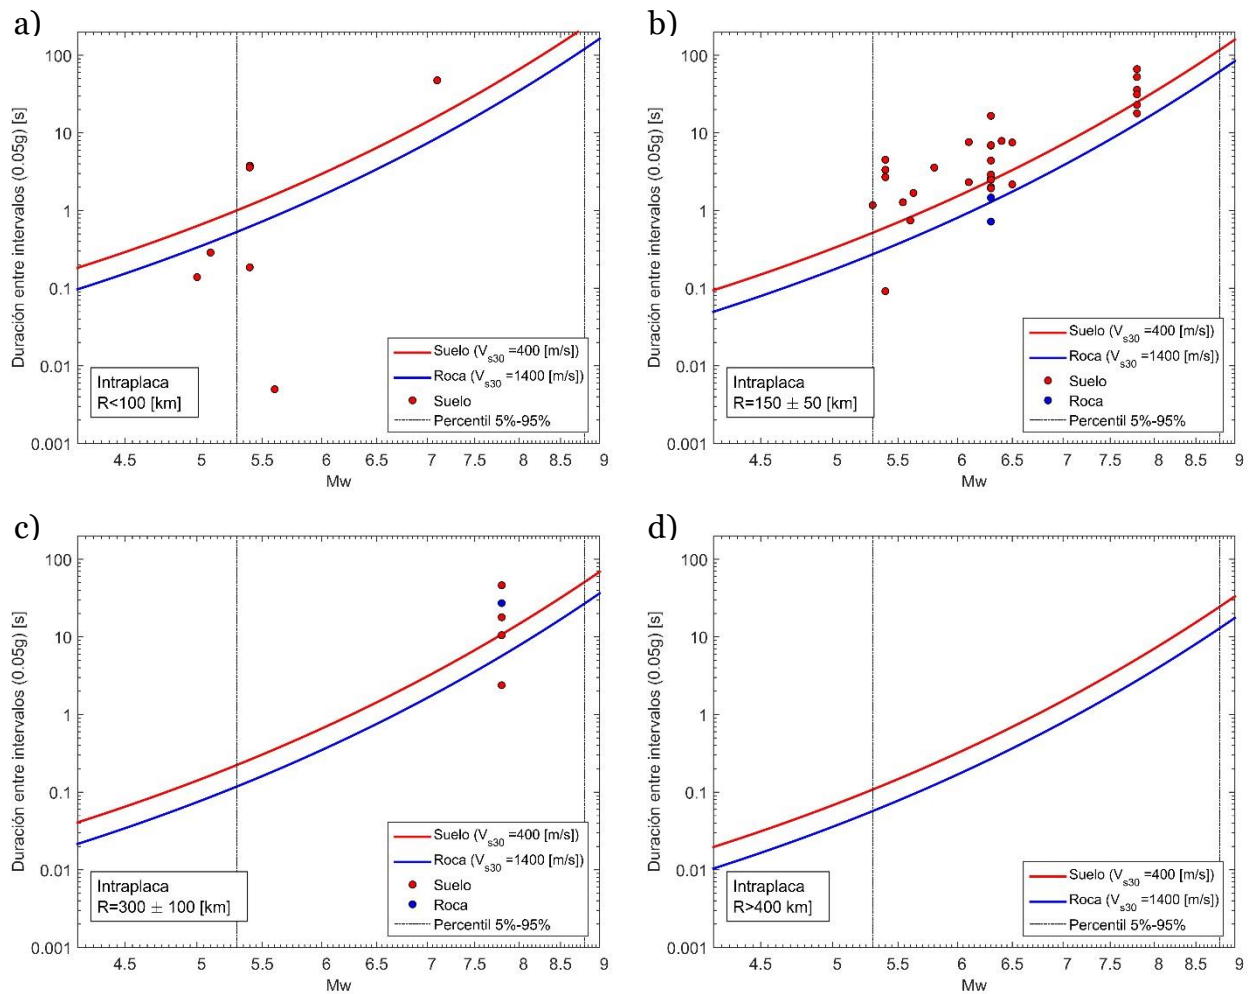 a)
100
10
1
0.1
0.01
0.001
Duración entre intervalos (0.05g) [s]
Suelo (Vs30 =400 [m/s])
Roca (Vs30 =1400 [m/s])
Suelo
Percentil 5%-95%
Intraplaca
R<100 [km]
4.5 5 5.5 6 6.5 7 7.5 8 8.5 9
Mw
b)
100
10
1
0.1
0.01
0.001
Duración entre intervalos (0.05g) [s]
Suelo (Vs30 =400 [m/s])
Roca (Vs30 =1400 [m/s])
Suelo
Roca
Percentil 5%-95%
Intraplaca
R=150 ± 50 [km]
4.5 5 5.5 6 6.5 7 7.5 8 8.5 9
Mw
c)
100
10
1
0.1
0.01
0.001
Duración entre intervalos (0.05g) [s]
Suelo (Vs30 =400 [m/s])
Roca (Vs30 =1400 [m/s])
Suelo
Roca
Percentil 5%-95%
Intraplaca
R=300 ± 100 [km]
4.5 5 5.5 6 6.5 7 7.5 8 8.5 9
Mw
d)
100
10
1
0.1
0.01
0.001
Duración entre intervalos (0.05g) [s]
Suelo (Vs30 =400 [m/s])
Roca (Vs30 =1400 [m/s])
Percentil 5%-95%
Intraplaca
R>400 km]
4.5 5 5.5 6 6.5 7 7.5 8 8.5 9
Mw